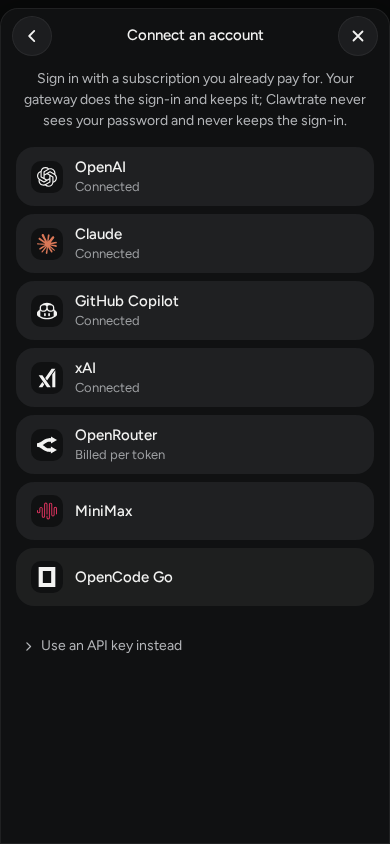 Connect an account
Sign in with a subscription you already pay for. Your
gateway does the sign-in and keeps it; Clawtrate never
sees your password and never keeps the sign-in.
OpenAI
Connected
Claude
Connected
GitHub Copilot
Connected
xAI
Connected
OpenRouter
Billed per token
MiniMax
OpenCode Go
Use an API key instead